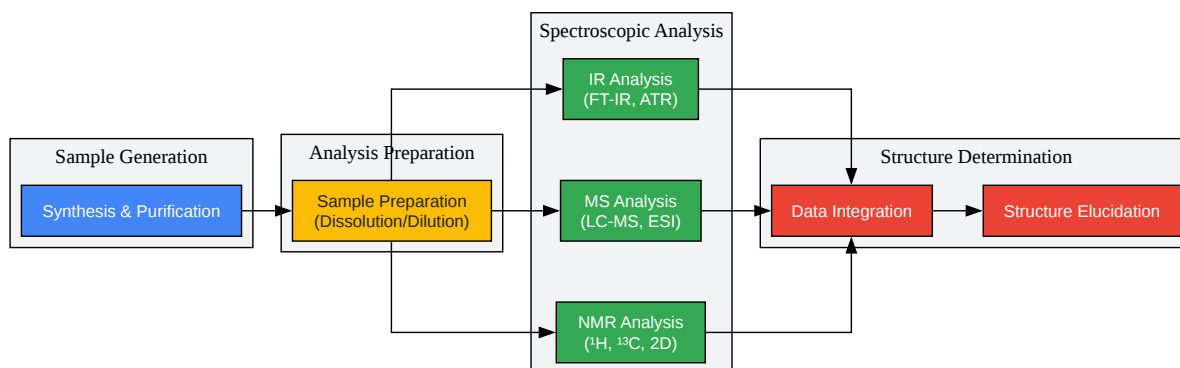 Spectroscopic Analysis
IR Analysis
(FT-IR, ATR)
Sample Generation
Analysis Preparation
Structure Determination
Synthesis & Purification
Sample Preparation
(Dissolution/Dilution)
MS Analysis
(LC-MS, ESI)
Data Integration
Structure Elucidation
NMR Analysis
(¹H, ¹³C, 2D)